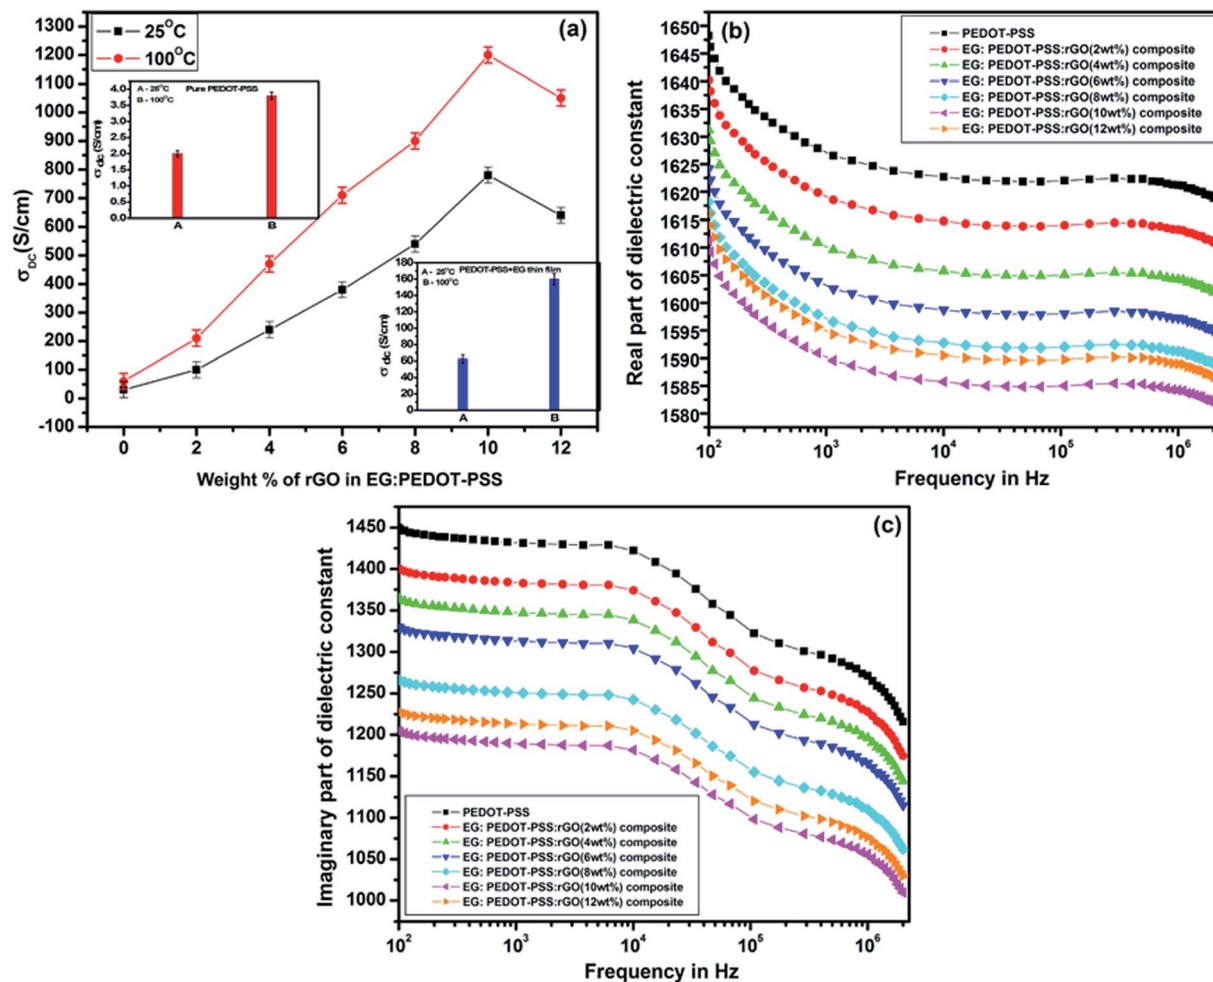 (a)
25°C
100°C
1300
1200
1100
1000
900
800
700
600
500
400
300
200
100
0
-100
σDC(S/cm)
0 2 4 6 8 10 12
Weight % of rGO in EG:PEDOT-PSS
A - 25°C Pure PEDOT-PSS
B - 100°C
4.0
3.5
3.0
2.5
2.0
1.5
1.0
0.5
0.0
σdc(S/cm)
A B
A - 25°C PEDOT-PSS+EG thin film
B - 100°C
180
160
140
120
100
80
60
40
20
0
σdc(S/cm)
A B
(b)
PEDOT-PSS
EG: PEDOT-PSS:rGO(2wt%) composite
EG: PEDOT-PSS:rGO(4wt%) composite
EG: PEDOT-PSS:rGO(6wt%) composite
EG: PEDOT-PSS:rGO(8wt%) composite
EG: PEDOT-PSS:rGO(10wt%) composite
EG: PEDOT-PSS:rGO(12wt%) composite
1650
1645
1640
1635
1630
1625
1620
1615
1610
1605
1600
1595
1590
1585
1580
Real part of dielectric constant
10² 10³ 10⁴ 10⁵ 10⁶
Frequency in Hz
(c)
1450
1400
1350
1300
1250
1200
1150
1100
1050
1000
Imaginary part of dielectric constant
PEDOT-PSS
EG: PEDOT-PSS:rGO(2wt%) composite
EG: PEDOT-PSS:rGO(4wt%) composite
EG: PEDOT-PSS:rGO(6wt%) composite
EG: PEDOT-PSS:rGO(8wt%) composite
EG: PEDOT-PSS:rGO(10wt%) composite
EG: PEDOT-PSS:rGO(12wt%) composite
10² 10³ 10⁴ 10⁵ 10⁶
Frequency in Hz